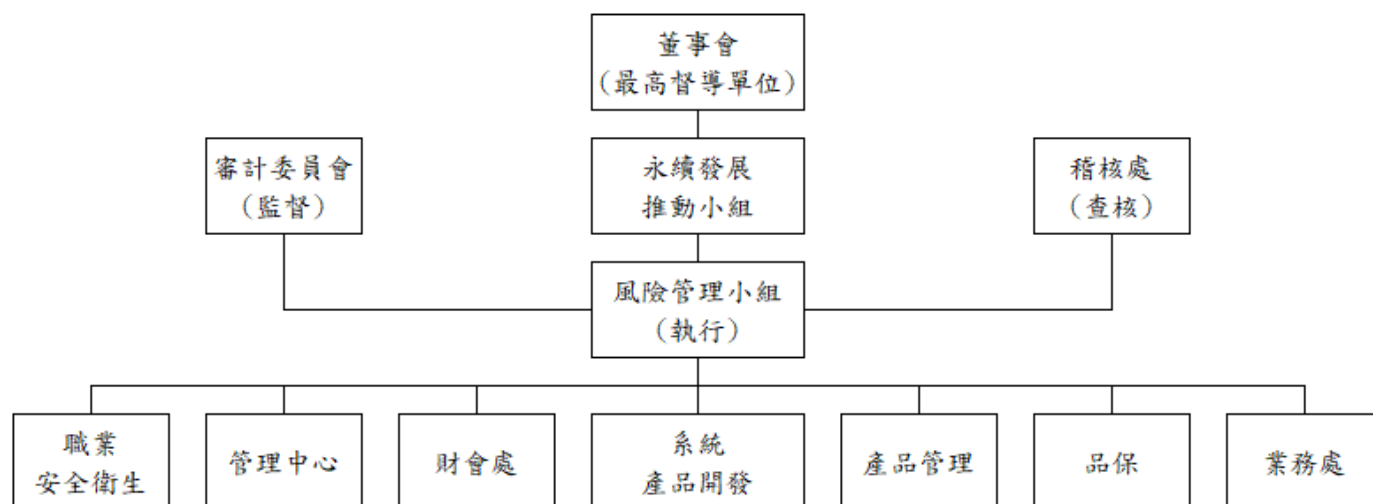 董事會
(最高督導單位)
審計委員會
(監督)
永續發展
推動小組
稽核處
(查核)
風險管理小組
(執行)
職業
安全衛生
管理中心
財會處
系統
產品開發
產品管理
品保
業務處